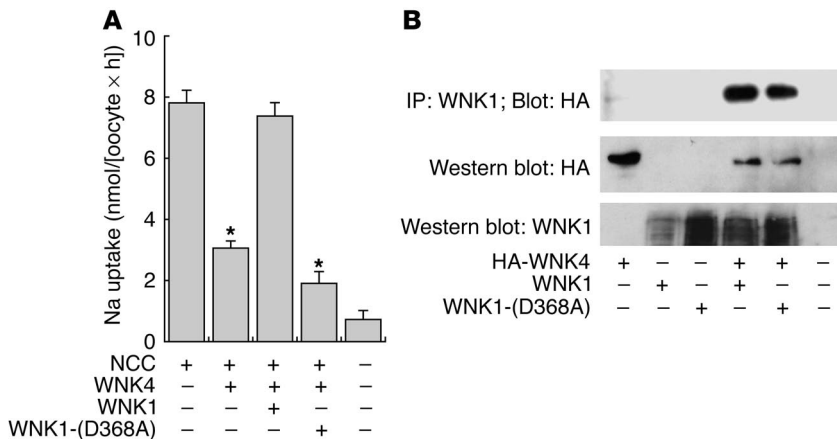 A
Na uptake (nmol/[oocyte × h])
10
8
6
4
2
0
*
*
NCC + + + + –
WNK4 – + + + –
WNK1 – – + – –
WNK1-(D368A) – – – + –
B
IP: WNK1; Blot: HA
Western blot: HA
Western blot: WNK1
HA-WNK4 + – – + + –
WNK1 – + – + – –
WNK1-(D368A) – – + – + –